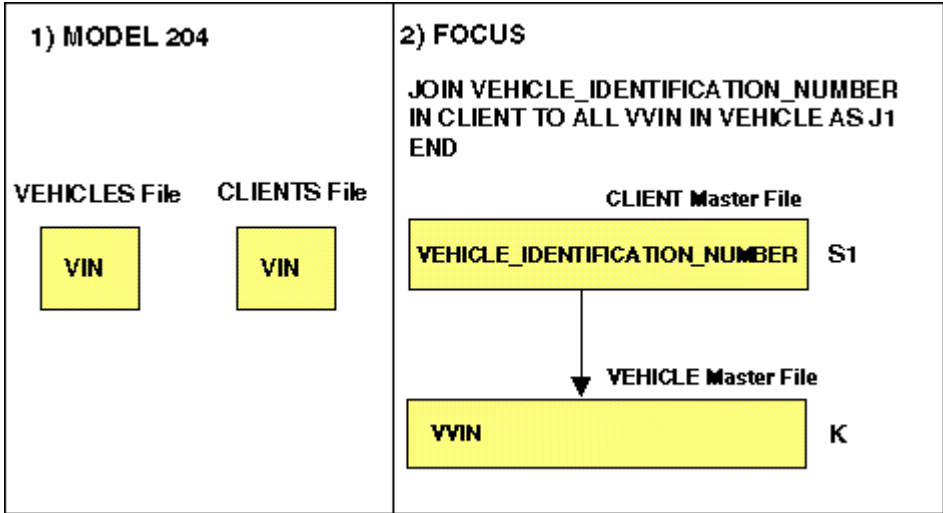 1) MODEL 204
VEHICLES File
CLIENTS File
VIN
VIN
2) FOCUS
JOIN VEHICLE_IDENTIFICATION_NUMBER
IN CLIENT TO ALL VVIN IN VEHICLE AS J1
END
CLIENT Master File
VEHICLE_IDENTIFICATION_NUMBER
S1
VEHICLE Master File
VVIN
K